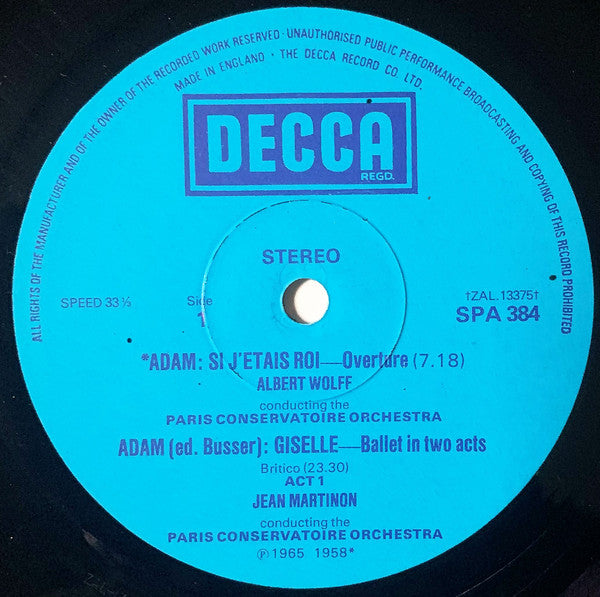 ALL RIGHTS OF THE MANUFACTURER AND OF THE OWNER OF THE RECORDED WORK RESERVED · UNAUTHORISED PUBLIC PERFORMANCE BROADCASTING AND COPYING OF THIS RECORD PROHIBITED
MADE IN ENGLAND · THE DECCA RECORD CO. LTD.
DECCA
REGD.
STEREO
SPEED 33⅓
Side
1
†ZAL.13375†
SPA 384
*ADAM: SI J'ETAIS ROI—Overture (7.18)
ALBERT WOLFF
conducting the
PARIS CONSERVATOIRE ORCHESTRA
ADAM (ed. Busser): GISELLE—Ballet in two acts
Britico (23.30)
ACT 1
JEAN MARTINON
conducting the
PARIS CONSERVATOIRE ORCHESTRA
℗ 1965 1958*